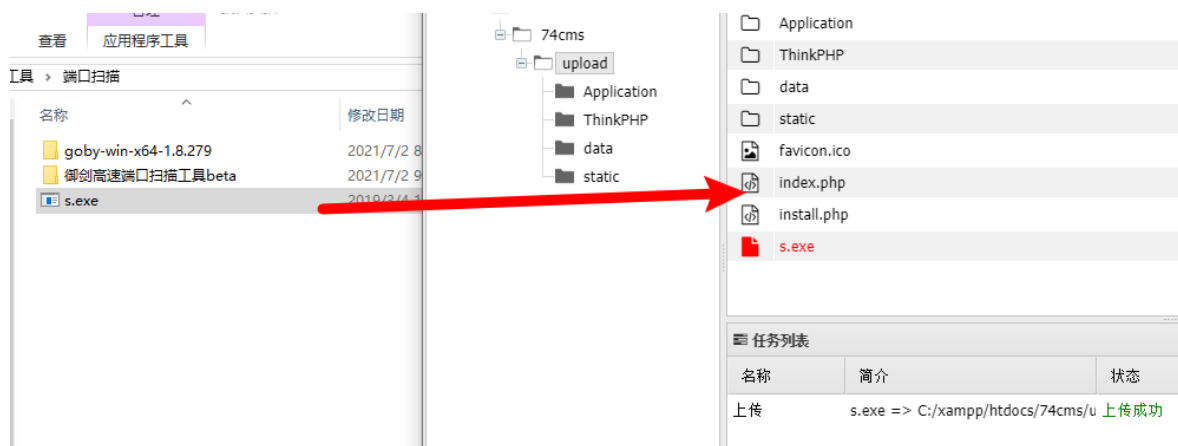 查看 应用程序工具
工具 › 端口扫描
名称 修改日期
goby-win-x64-1.8.279 2021/7/2 8
御剑高速端口扫描工具beta 2021/7/2 9
s.exe
74cms
upload
Application
ThinkPHP
data
static
Application
ThinkPHP
data
static
favicon.ico
index.php
install.php
s.exe
任务列表
名称 简介 状态
上传 s.exe => C:/xampp/htdocs/74cms/u 上传成功